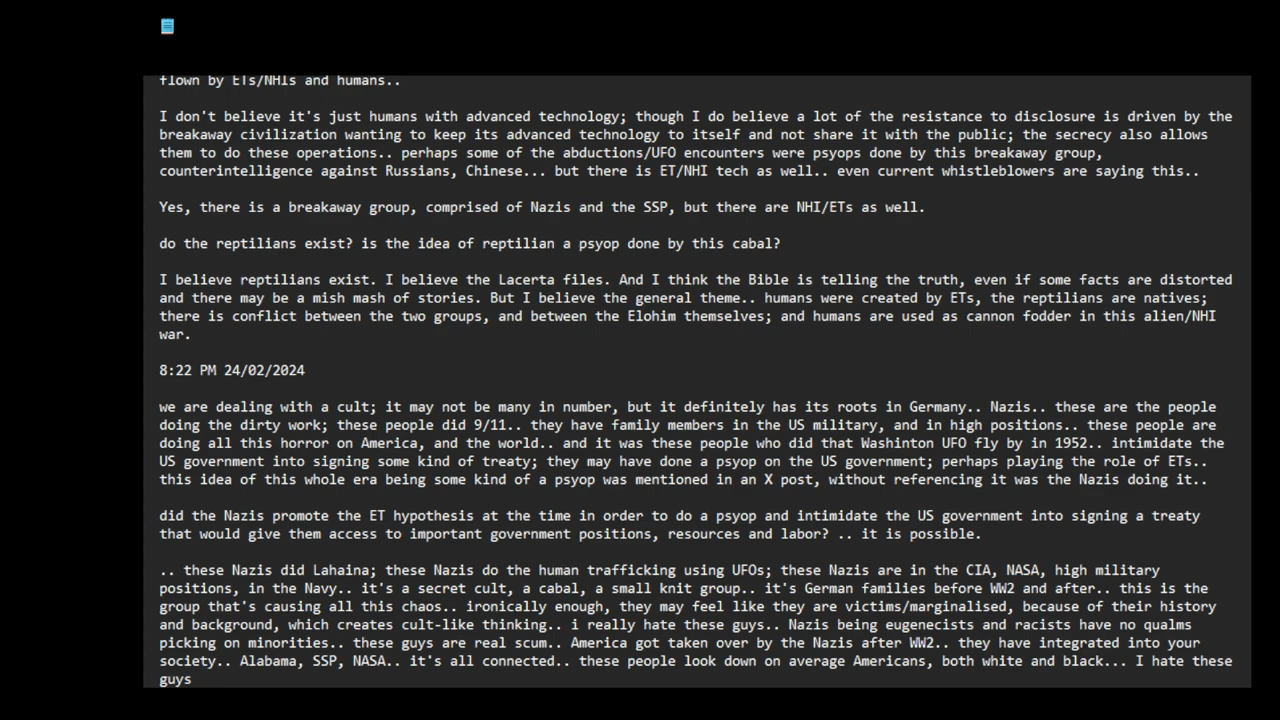 flown by ETs/NHIs and humans..
I don't believe it's just humans with advanced technology; though I do believe a lot of the resistance to disclosure is driven by the
breakaway civilization wanting to keep its advanced technology to itself and not share it with the public; the secrecy also allows
them to do these operations.. perhaps some of the abductions/UFO encounters were psyops done by this breakaway group,
counterintelligence against Russians, Chinese... but there is ET/NHI tech as well.. even current whistleblowers are saying this..
Yes, there is a breakaway group, comprised of Nazis and the SSP, but there are NHI/ETs as well.
do the reptilians exist? is the idea of reptilian a psyop done by this cabal?
I believe reptilians exist. I believe the Lacerta files. And I think the Bible is telling the truth, even if some facts are distorted
and there may be a mish mash of stories. But I believe the general theme.. humans were created by ETs, the reptilians are natives;
there is conflict between the two groups, and between the Elohim themselves; and humans are used as cannon fodder in this alien/NHI
war.
8:22 PM 24/02/2024
we are dealing with a cult; it may not be many in number, but it definitely has its roots in Germany.. Nazis.. these are the people
doing the dirty work; these people did 9/11.. they have family members in the US military, and in high positions.. these people are
doing all this horror on America, and the world.. and it was these people who did that Washinton UFO fly by in 1952.. intimidate the
US government into signing some kind of treaty; they may have done a psyop on the US government; perhaps playing the role of ETs..
this idea of this whole era being some kind of a psyop was mentioned in an X post, without referencing it was the Nazis doing it..
did the Nazis promote the ET hypothesis at the time in order to do a psyop and intimidate the US government into signing a treaty
that would give them access to important government positions, resources and labor? .. it is possible.
.. these Nazis did Lahaina; these Nazis do the human trafficking using UFOs; these Nazis are in the CIA, NASA, high military
positions, in the Navy.. it's a secret cult, a cabal, a small knit group.. it's German families before WW2 and after.. this is the
group that's causing all this chaos.. ironically enough, they may feel like they are victims/marginalised, because of their history
and background, which creates cult-like thinking.. i really hate these guys.. Nazis being eugenecists and racists have no qualms
picking on minorities.. these guys are real scum.. America got taken over by the Nazis after WW2.. they have integrated into your
society.. Alabama, SSP, NASA.. it's all connected.. these people look down on average Americans, both white and black... I hate these
guys